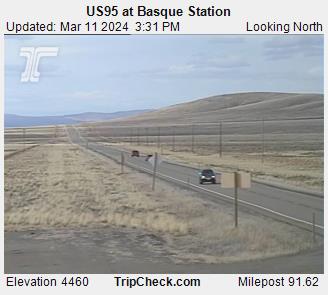 US95 at Basque Station
Updated: Mar 11 2024 3:31 PM Looking North
Elevation 4460 TripCheck.com Milepost 91.62